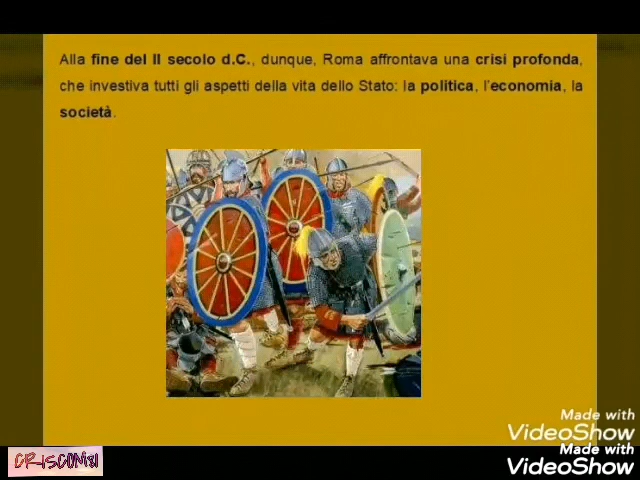 Alla fine del II secolo d.C., dunque, Roma affrontava una crisi profonda,
che investiva tutti gli aspetti della vita dello Stato: la politica, l'economia, la
società.
Made with
VideoShow
Made with
VideoShow